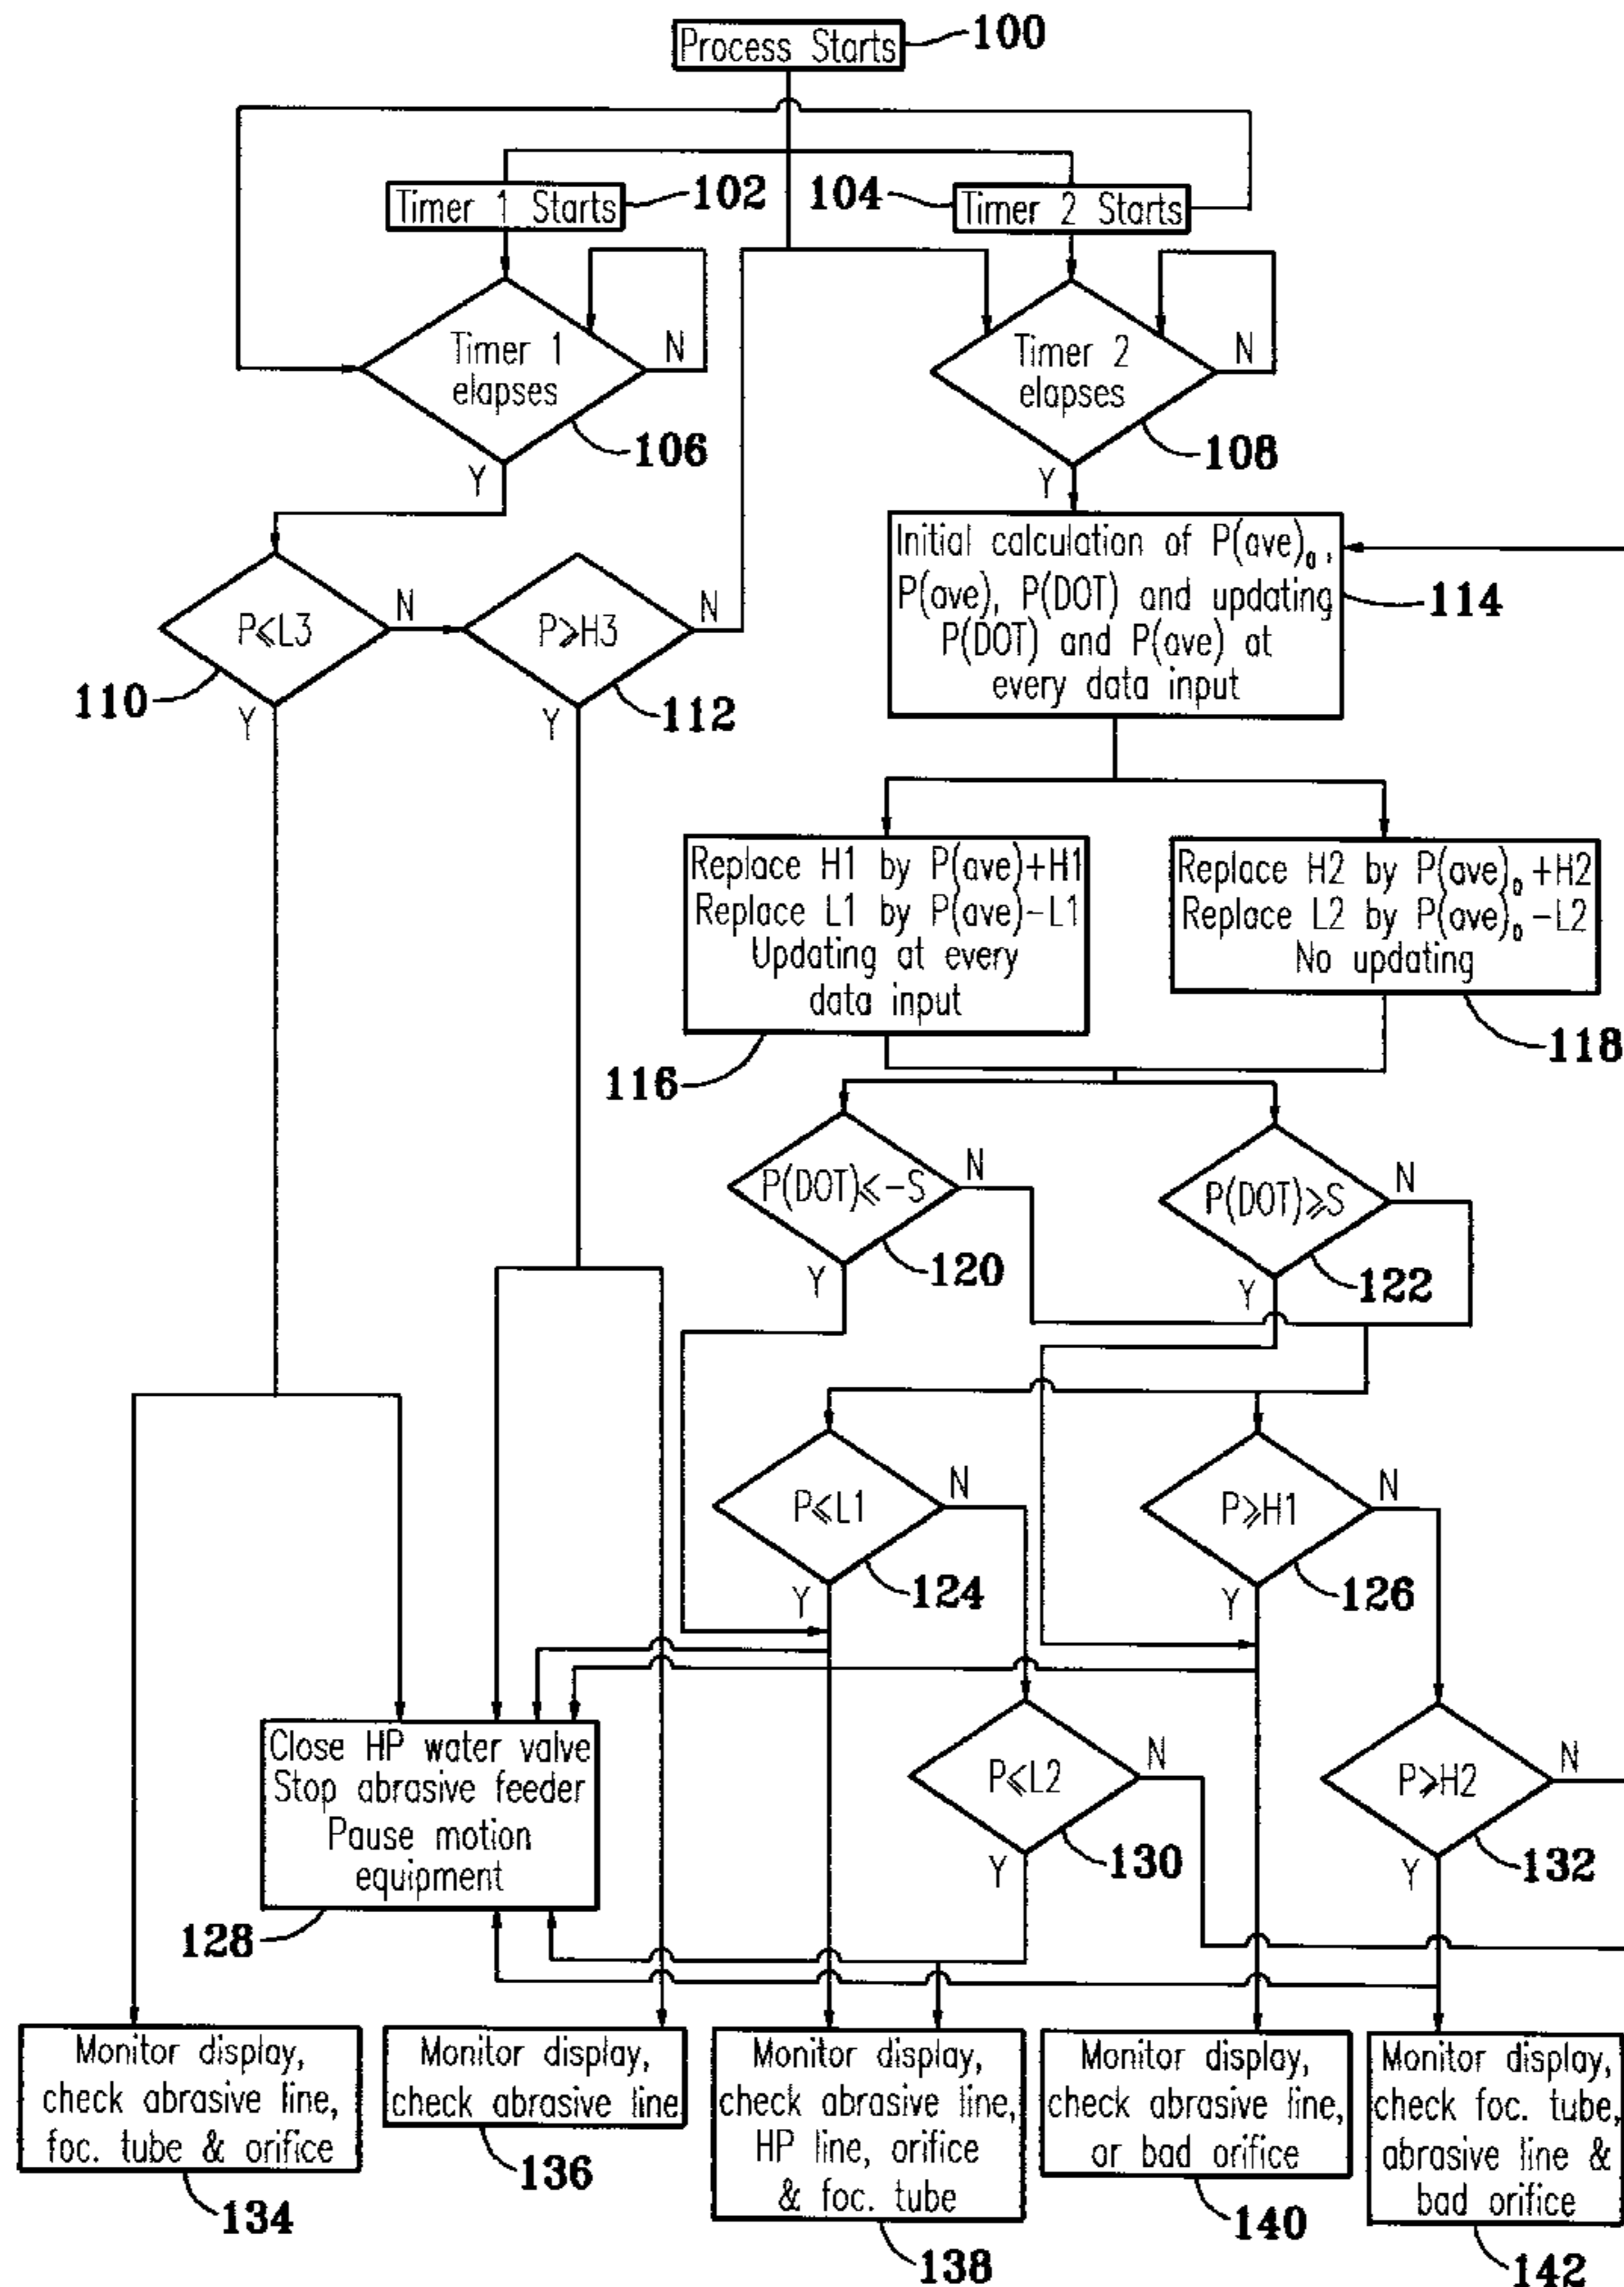 Process Starts
100
Timer 1 Starts
102
104
Timer 2 Starts
Timer 1
elapses
N
106
Y
Timer 2
elapses
N
108
Y
P≤L3
N
110
Y
P≥H3
N
112
Y
Initial calculation of P(ave)₀,
P(ave), P(DOT) and updating
P(DOT) and P(ave) at
every data input
114
Replace H1 by P(ave)+H1
Replace L1 by P(ave)-L1
Updating at every
data input
116
Replace H2 by P(ave)₀+H2
Replace L2 by P(ave)₀-L2
No updating
118
P(DOT)≤-S
N
120
Y
P(DOT)≥S
N
122
Y
P≤L1
N
124
Y
P≥H1
N
126
Y
Close HP water valve
Stop abrasive feeder
Pause motion
equipment
128
P≤L2
N
130
Y
P≥H2
N
132
Y
Monitor display,
check abrasive line,
foc. tube & orifice
134
Monitor display,
check abrasive line
136
Monitor display,
check abrasive line,
HP line, orifice
& foc. tube
138
Monitor display,
check abrasive line,
or bad orifice
140
Monitor display,
check foc. tube,
abrasive line &
bad orifice
142